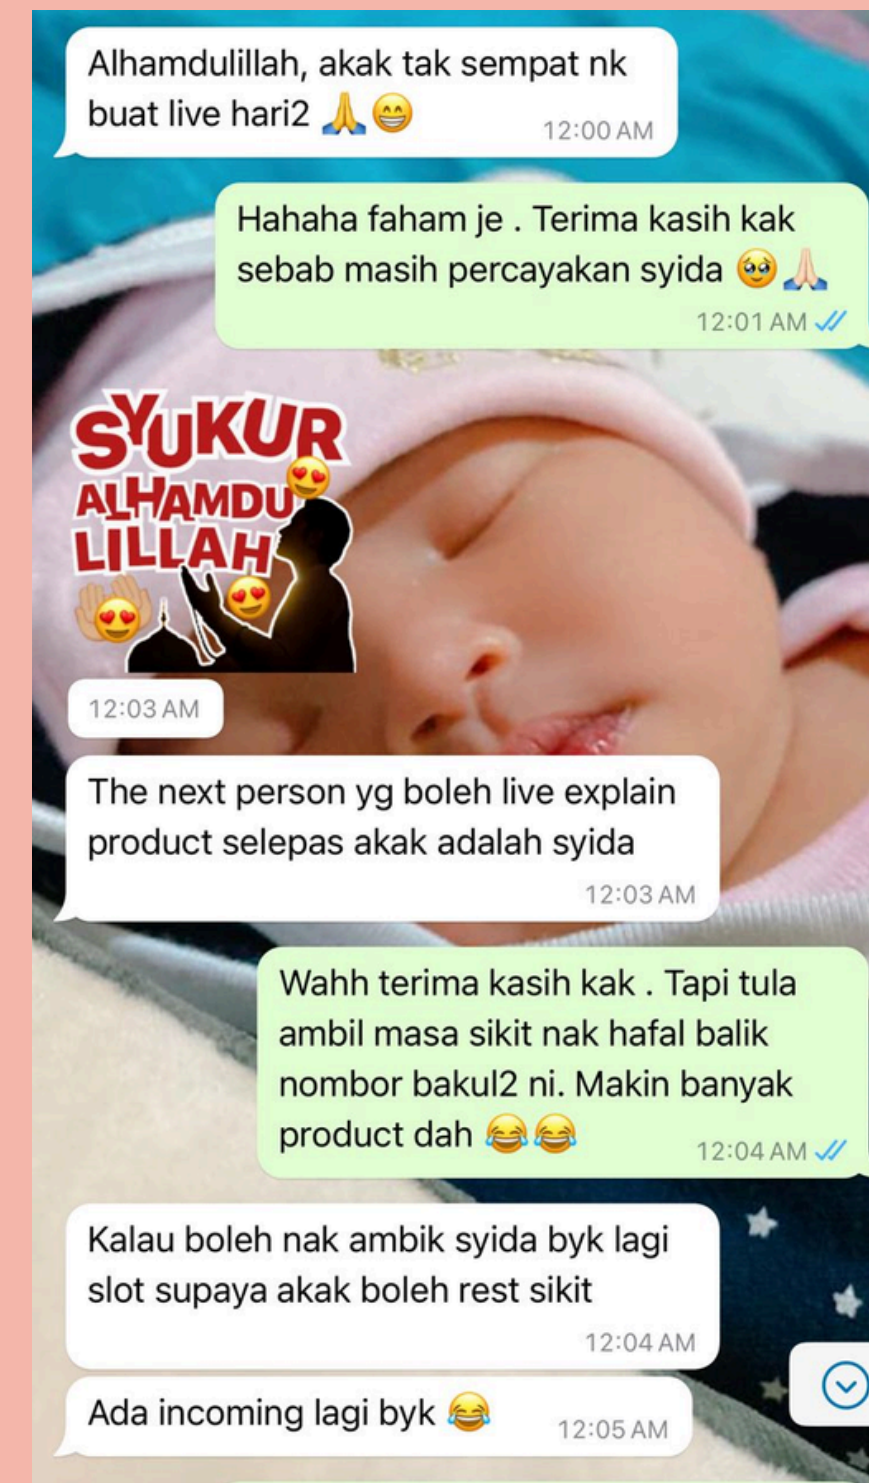 Alhamdulillah, akak tak sempat nk
buat live hari2 🙏😁
12:00 AM
Hahaha faham je . Terima kasih kak
sebab masih percayakan syida 🥹🙏🏻
12:01 AM
SYUKUR
ALHAMDU
LILLAH
12:03 AM
The next person yg boleh live explain
product selepas akak adalah syida
12:03 AM
Wahh terima kasih kak . Tapi tula
ambil masa sikit nak hafal balik
nombor bakul2 ni. Makin banyak
product dah 😂😂
12:04 AM
Kalau boleh nak ambik syida byk lagi
slot supaya akak boleh rest sikit
12:04 AM
Ada incoming lagi byk 😂
12:05 AM